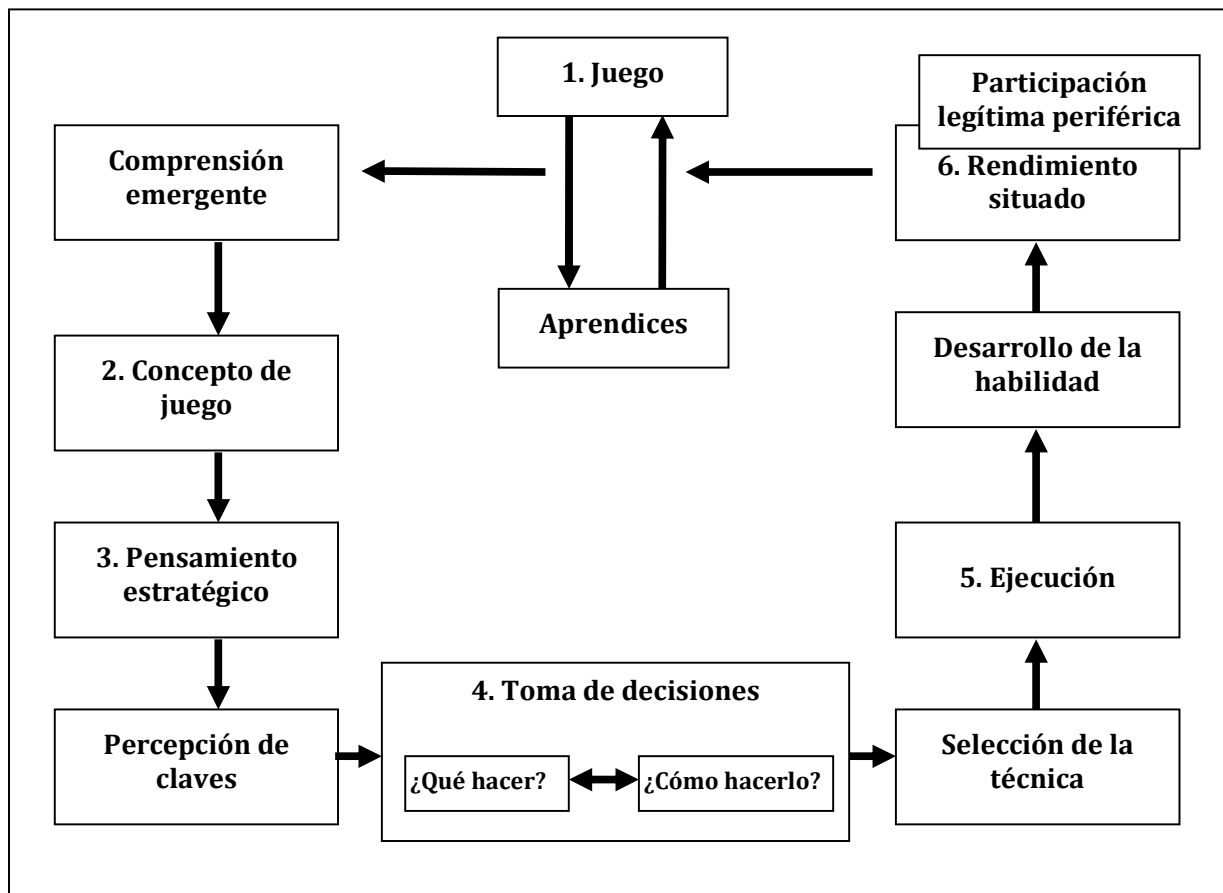 1. Juego
Participación
legítima periférica
Comprensión
emergente
6. Rendimiento
situado
Aprendices
2. Concepto de
juego
Desarrollo de la
habilidad
3. Pensamiento
estratégico
5. Ejecución
4. Toma de decisiones
Percepción de
claves
¿Qué hacer?
¿Cómo hacerlo?
Selección de la
técnica